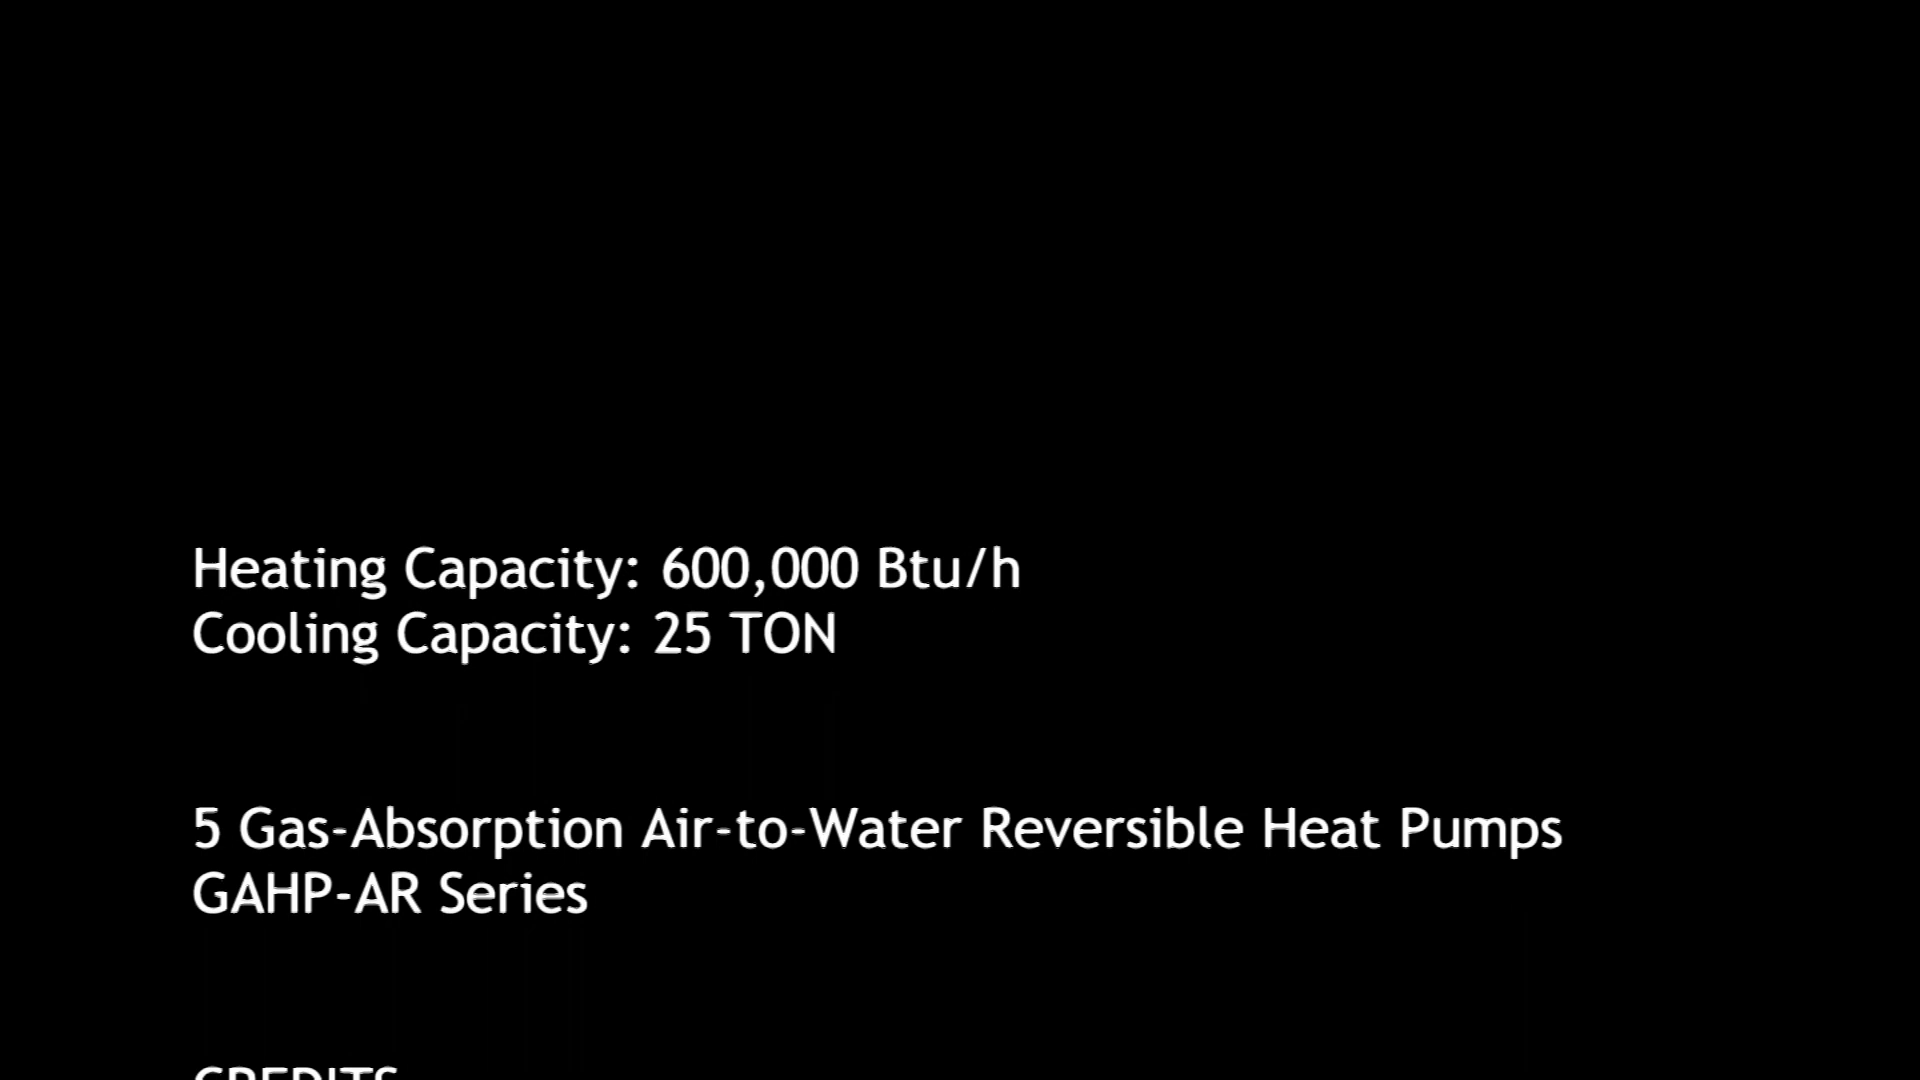 Heating Capacity: 600,000 Btu/h
Cooling Capacity: 25 TON
5 Gas-Absorption Air-to-Water Reversible Heat Pumps
GAHP-AR Series
CREDITS